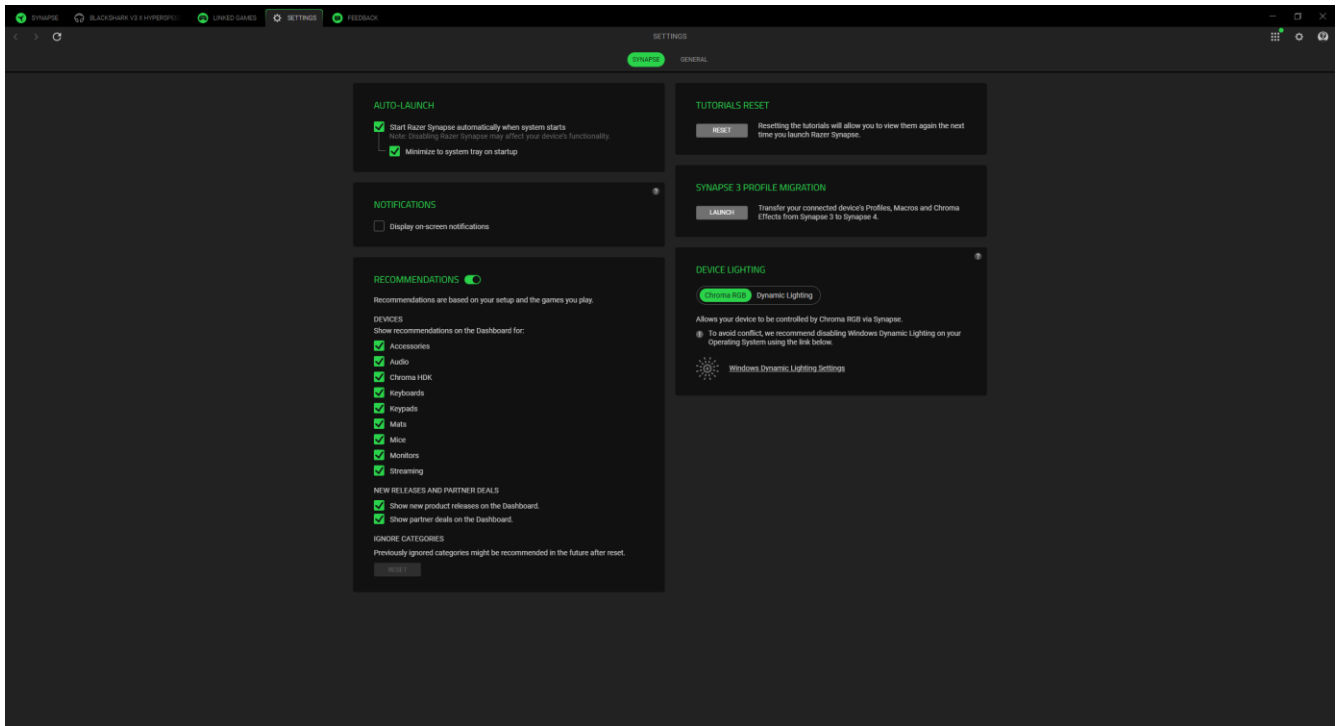 SYNAPSE
BLACKSHARK V3 X HYPERSPEED
LINKED GAMES
SETTINGS
FEEDBACK
SETTINGS
SYNAPSE
GENERAL
AUTO-LAUNCH
Start Razer Synapse automatically when system starts
Note: Disabling Razer Synapse may affect your device's functionality.
Minimize to system tray on startup
NOTIFICATIONS
Display on-screen notifications
RECOMMENDATIONS
Recommendations are based on your setup and the games you play.
DEVICES
Show recommendations on the Dashboard for:
Accessories
Audio
Chroma HDK
Keyboards
Keypads
Mats
Mice
Monitors
Streaming
NEW RELEASES AND PARTNER DEALS
Show new product releases on the Dashboard.
Show partner deals on the Dashboard.
IGNORE CATEGORIES
Previously ignored categories might be recommended in the future after reset.
RESET
TUTORIALS RESET
RESET
Resetting the tutorials will allow you to view them again the next
time you launch Razer Synapse.
SYNAPSE 3 PROFILE MIGRATION
LAUNCH
Transfer your connected device's Profiles, Macros and Chroma
Effects from Synapse 3 to Synapse 4.
DEVICE LIGHTING
Chroma RGB
Dynamic Lighting
Allows your device to be controlled by Chroma RGB via Synapse.
To avoid conflict, we recommend disabling Windows Dynamic Lighting on your
Operating System using the link below.
Windows Dynamic Lighting Settings